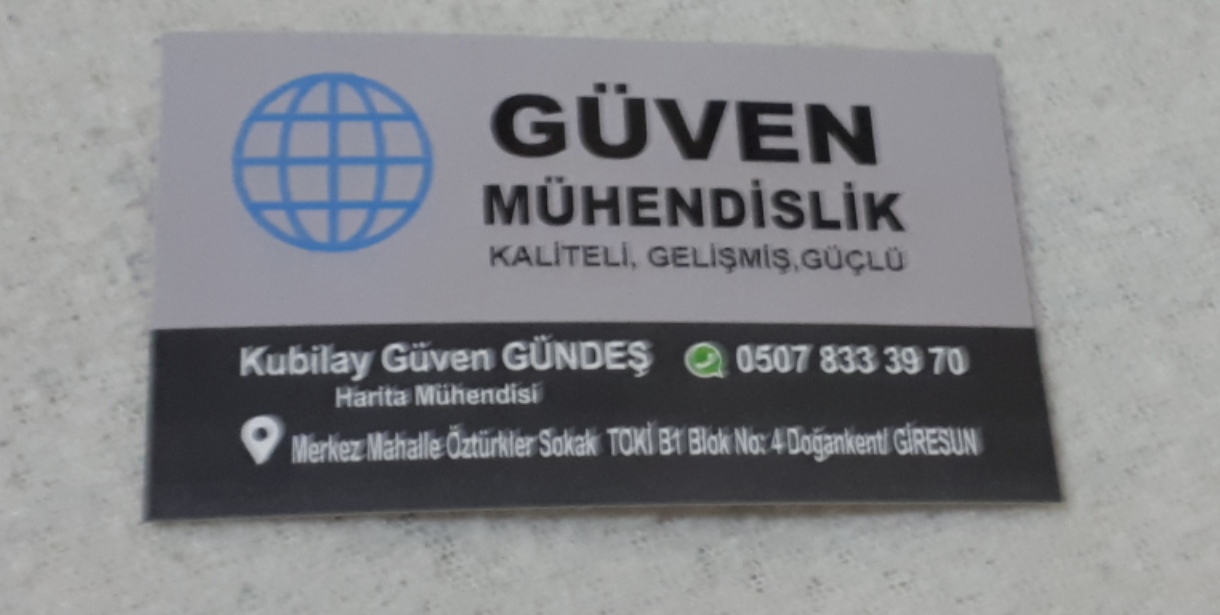 GÜVEN
MÜHENDİSLİK
KALİTELİ, GELİŞMİŞ,GÜÇLÜ
Kubilay Güven GÜNDEŞ 0507 833 39 70
Harita Mühendisi
Merkez Mahalle Öztürkler Sokak TOKİ B1 Blok No: 4 Doğankent/ GİRESUN